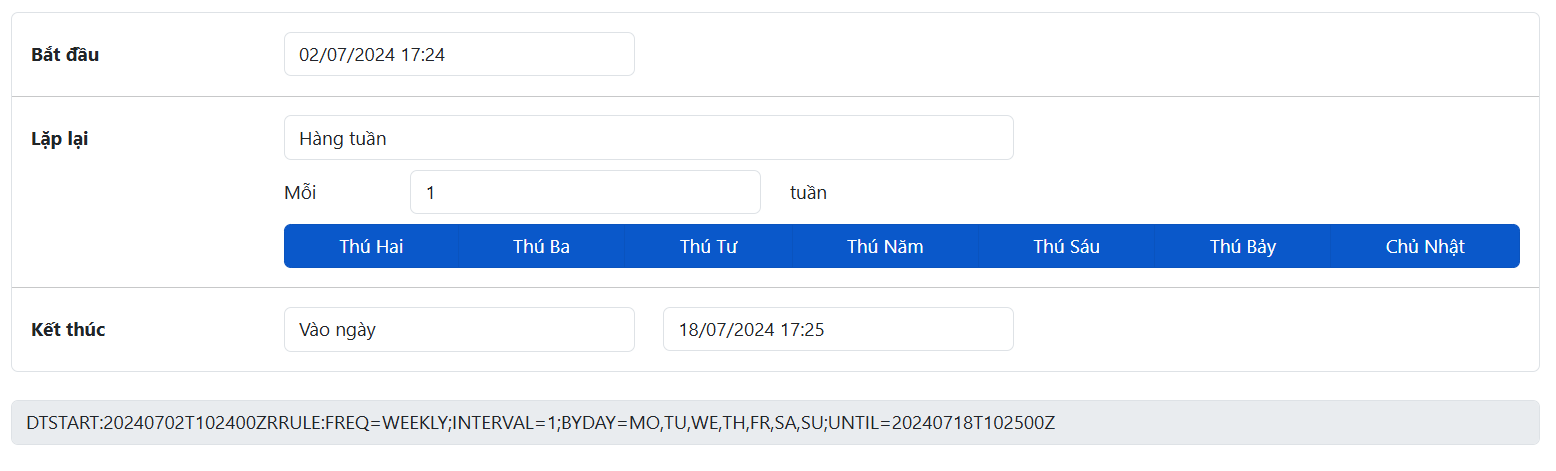 Bắt đầu 02/07/2024 17:24
Lặp lại Hàng tuần
Mỗi 1 tuần
Thứ Hai Thứ Ba Thứ Tư Thứ Năm Thứ Sáu Thứ Bảy Chủ Nhật
Kết thúc Vào ngày 18/07/2024 17:25
DTSTART:20240702T102400ZRRULE:FREQ=WEEKLY;INTERVAL=1;BYDAY=MO,TU,WE,TH,FR,SA,SU;UNTIL=20240718T102500Z